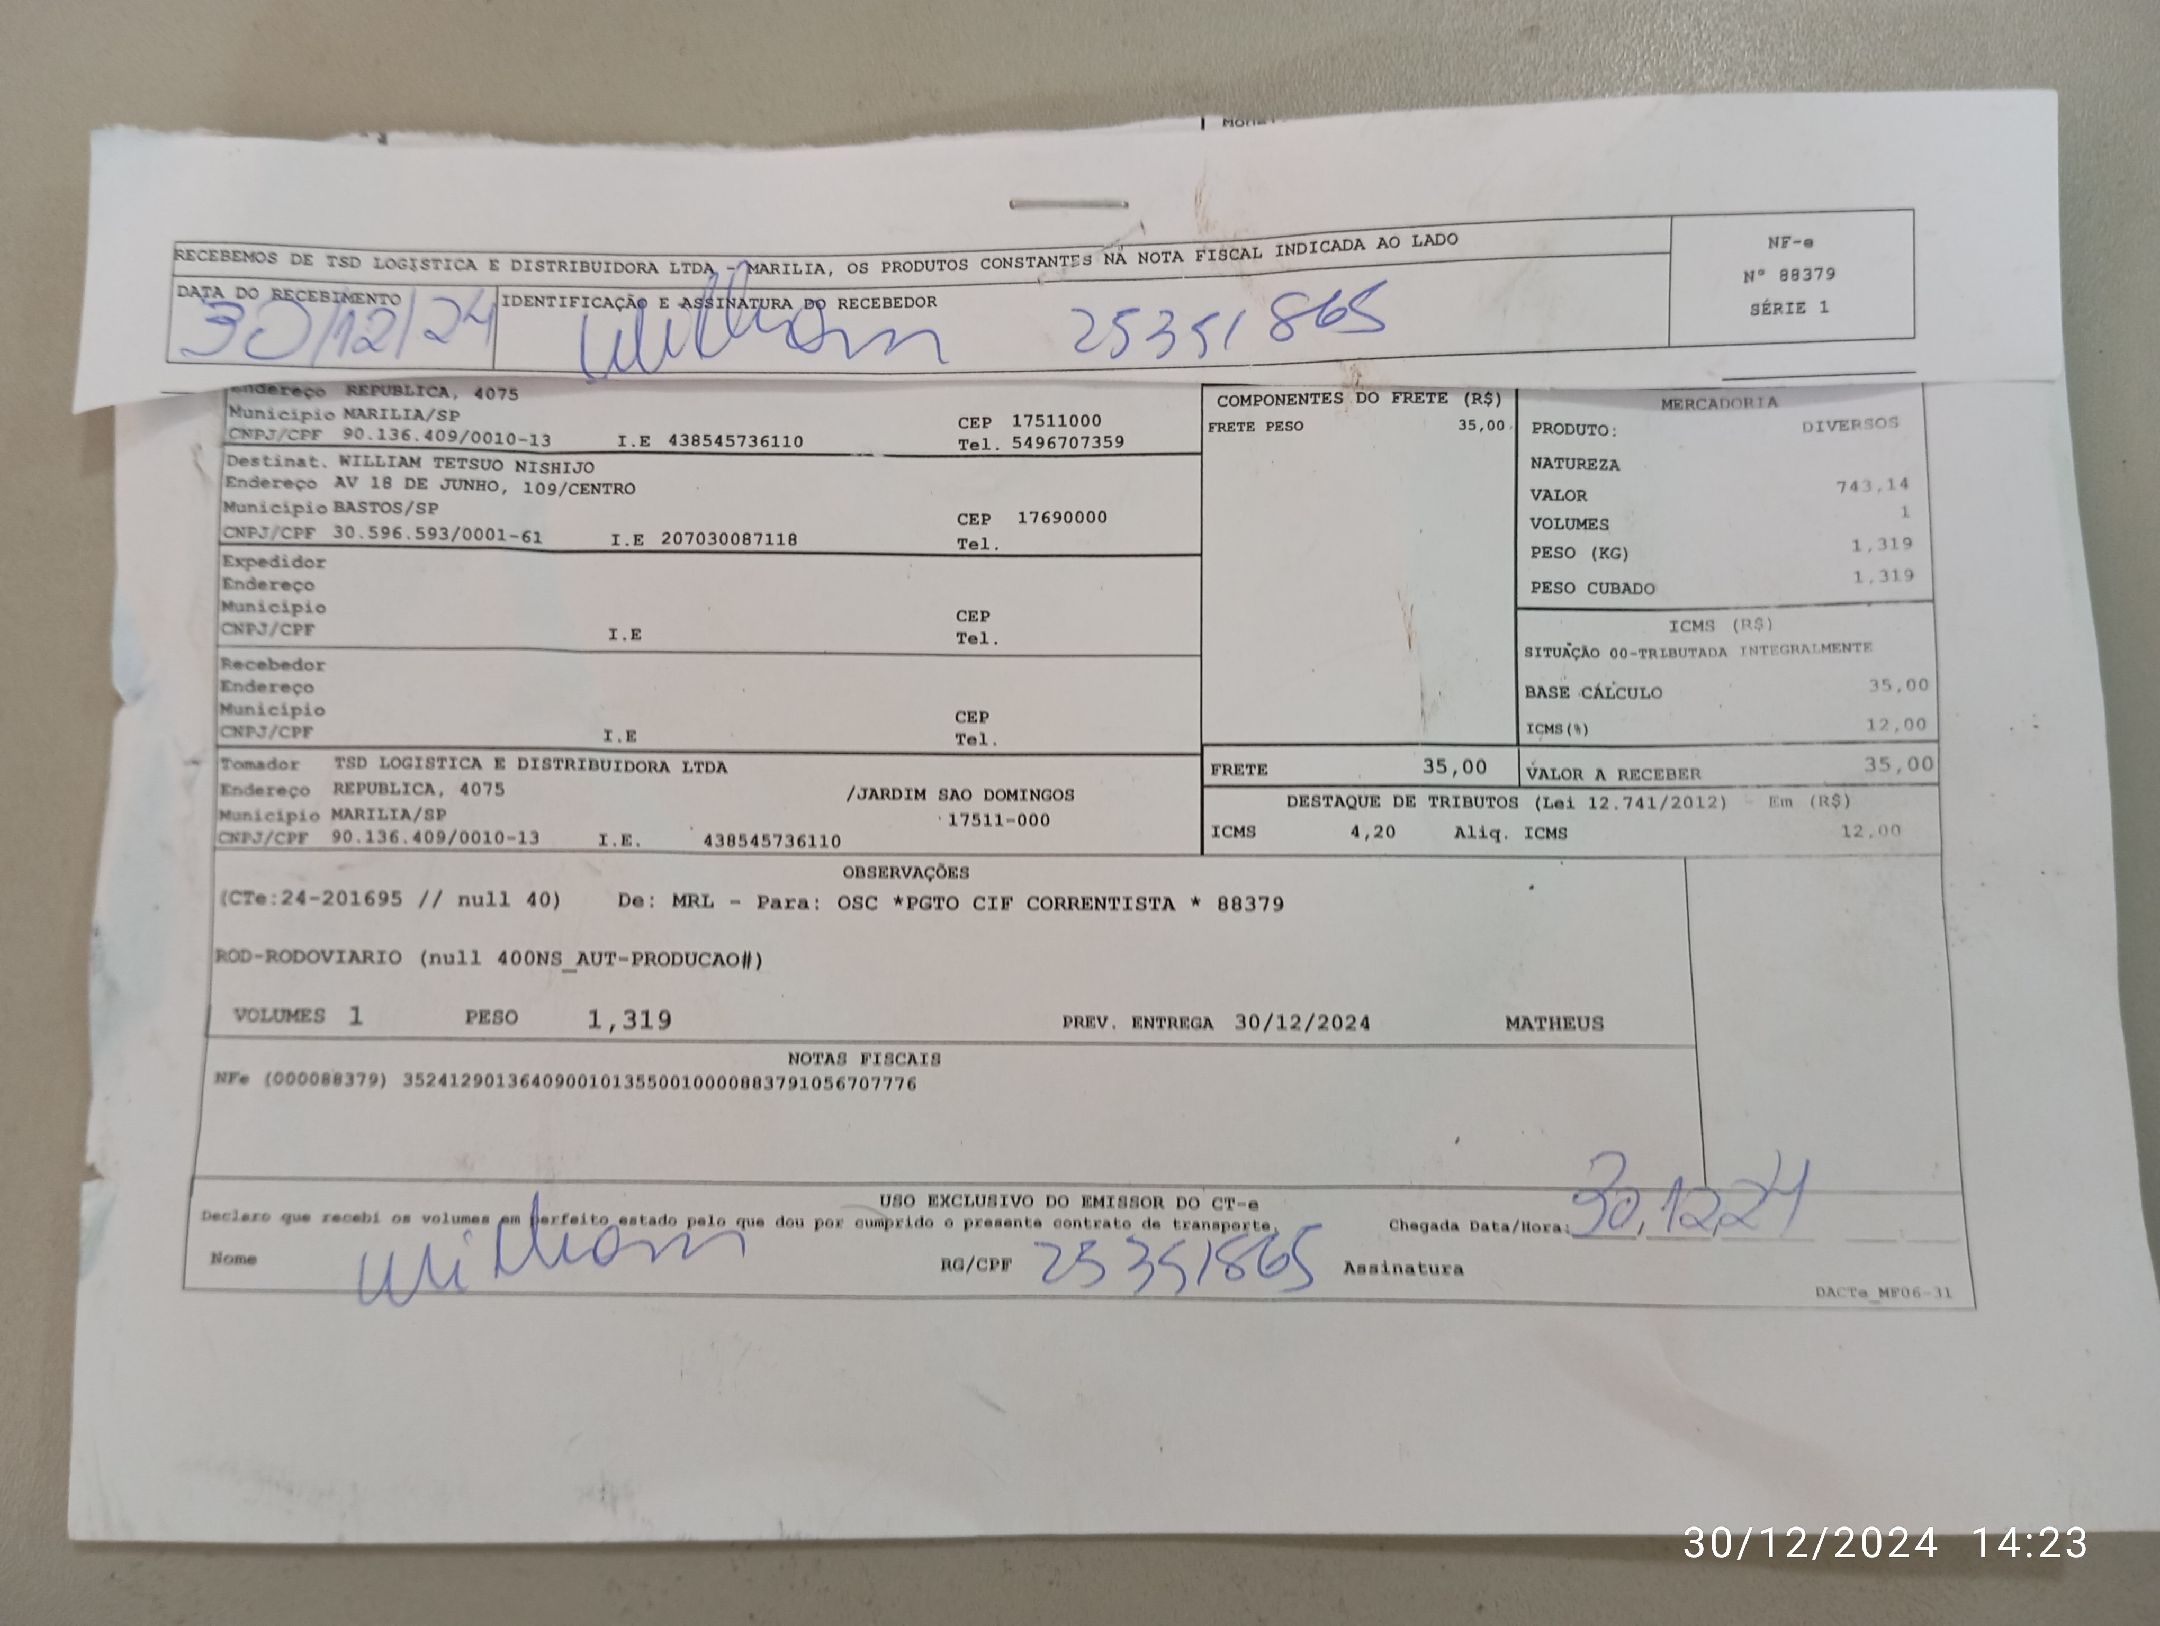 RECEBEMOS DE TSD LOGISTICA E DISTRIBUIDORA LTDA - MARILIA, OS PRODUTOS CONSTANTES NA NOTA FISCAL INDICADA AO LADO
NF-e
Nº 88379
SÉRIE 1
DATA DO RECEBIMENTO
30/12/24
IDENTIFICAÇÃO E ASSINATURA DO RECEBEDOR
William 25351865
Endereço REPUBLICA, 4075
Município MARILIA/SP CEP 17511000
CNPJ/CPF 90.136.409/0010-13 I.E 438545736110 Tel. 5496707359
Destinat. WILLIAM TETSUO NISHIJO
Endereço AV 18 DE JUNHO, 109/CENTRO
Município BASTOS/SP CEP 17690000
CNPJ/CPF 30.596.593/0001-61 I.E 207030087118 Tel.
Expedidor
Endereço
Município CEP
CNPJ/CPF I.E Tel.
Recebedor
Endereço
Município CEP
CNPJ/CPF I.E Tel.
Tomador TSD LOGISTICA E DISTRIBUIDORA LTDA
Endereço REPUBLICA, 4075 /JARDIM SAO DOMINGOS
Município MARILIA/SP 17511-000
CNPJ/CPF 90.136.409/0010-13 I.E. 438545736110
COMPONENTES DO FRETE (R$)
FRETE PESO 35,00
MERCADORIA
PRODUTO: DIVERSOS
NATUREZA
VALOR 743,14
VOLUMES 1
PESO (KG) 1,319
PESO CUBADO 1,319
ICMS (R$)
SITUAÇÃO 00-TRIBUTADA INTEGRALMENTE
BASE CÁLCULO 35,00
ICMS(%) 12,00
FRETE 35,00 VALOR A RECEBER 35,00
DESTAQUE DE TRIBUTOS (Lei 12.741/2012) - Em (R$)
ICMS 4,20 Aliq. ICMS 12,00
OBSERVAÇÕES
(CTe:24-201695 // null 40) De: MRL - Para: OSC *PGTO CIF CORRENTISTA * 88379
ROD-RODOVIARIO (null 400NS_AUT-PRODUCAO#)
VOLUMES 1 PESO 1,319 PREV. ENTREGA 30/12/2024 MATHEUS
NOTAS FISCAIS
NFe (000088379) 35241290136409001013550010000883791056707776
USO EXCLUSIVO DO EMISSOR DO CT-e
Declaro que recebi os volumes em perfeito estado pelo que dou por cumprido o presente contrato de transporte. Chegada Data/Hora: 30,12,24
Nome William RG/CPF 25351865 Assinatura
DACTe_MF06-31
30/12/2024 14:23